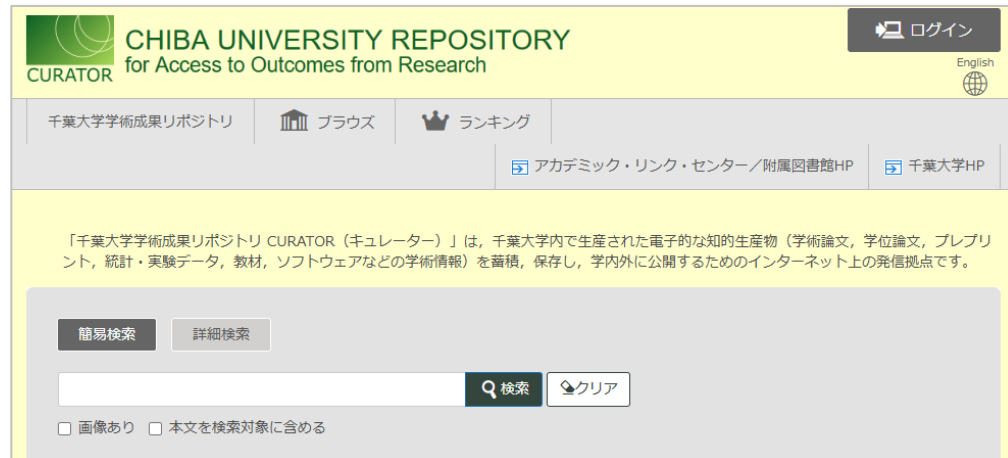 CHIBA UNIVERSITY REPOSITORY
for Access to Outcomes from Research
CURATOR
ログイン
English
千葉大学学術成果リポジトリ
ブラウズ
ランキング
アカデミック・リンク・センター／附属図書館HP
千葉大学HP
「千葉大学学術成果リポジトリ CURATOR（キュレーター）」は，千葉大学内で生産された電子的な知的生産物（学術論文，学位論文，プレプリ
ント，統計・実験データ，教材，ソフトウェアなどの学術情報）を蓄積，保存し，学内外に公開するためのインターネット上の発信拠点です。
簡易検索
詳細検索
検索
クリア
画像あり
本文を検索対象に含める